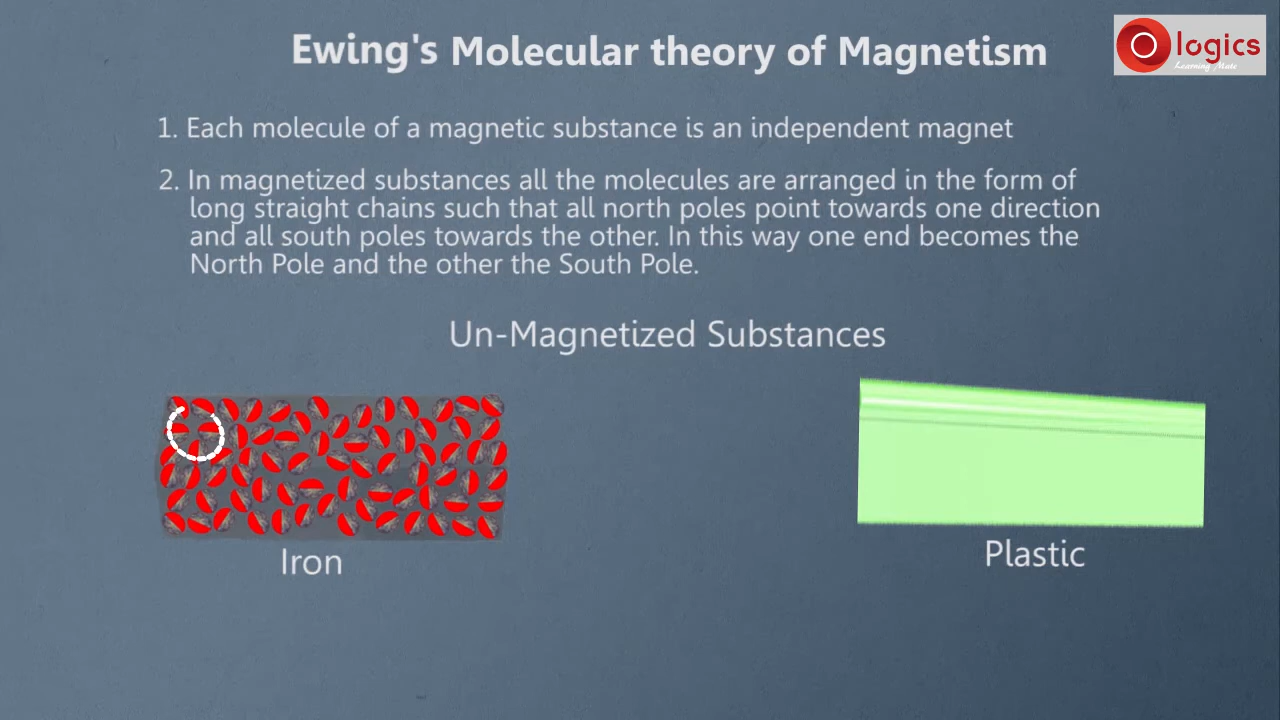 Ewing's Molecular theory of Magnetism
logics
Learning Mate
1. Each molecule of a magnetic substance is an independent magnet
2. In magnetized substances all the molecules are arranged in the form of
long straight chains such that all north poles point towards one direction
and all south poles towards the other. In this way one end becomes the
North Pole and the other the South Pole.
Un-Magnetized Substances
Iron
Plastic